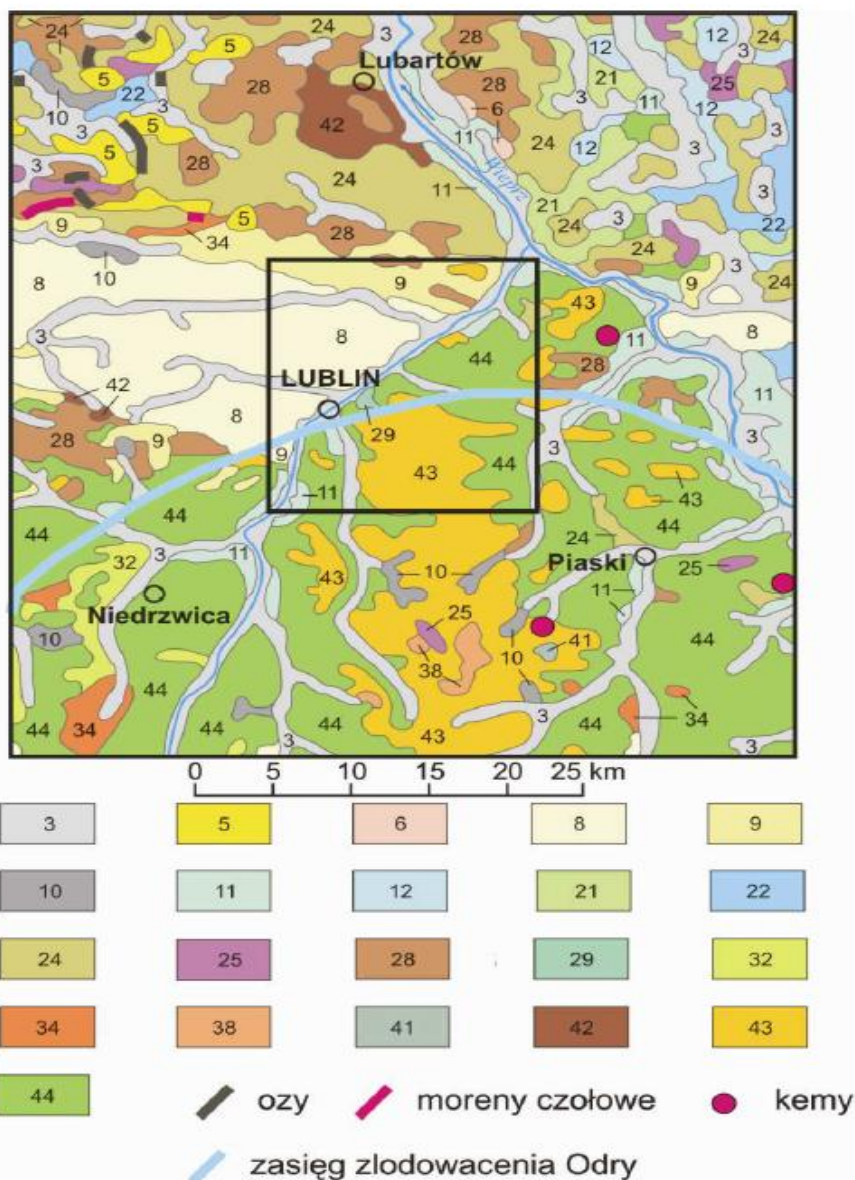 24 24 3 28 12 12 24
5 3
Lubartów
5 28 28 21 25
22 3 3 11 6 12
10
3 5 42 11
5 28 24 12 3
3 24 11 Wieprz 3
21
9 5 28 24 3 22
34 24
3
8 10 9 9 24
43
3 8 11 8
44 28
LUBLIN
42 11
8
28 9 29 3
9 3
43 44
11 43
44
44 24 44
3 32 11 Piaski 25
43 10 11
Niedrzwica
25
10 41 44
38 10
44
3 34
44 34 44 44 43 44
3 3
0 5 10 15 20 25 km
3 5 6 8 9
10 11 12 21 22
24 25 28 29 32
34 38 41 42 43
44 ozy moreny czołowe kemy
zasięg zlodowacenia Odry